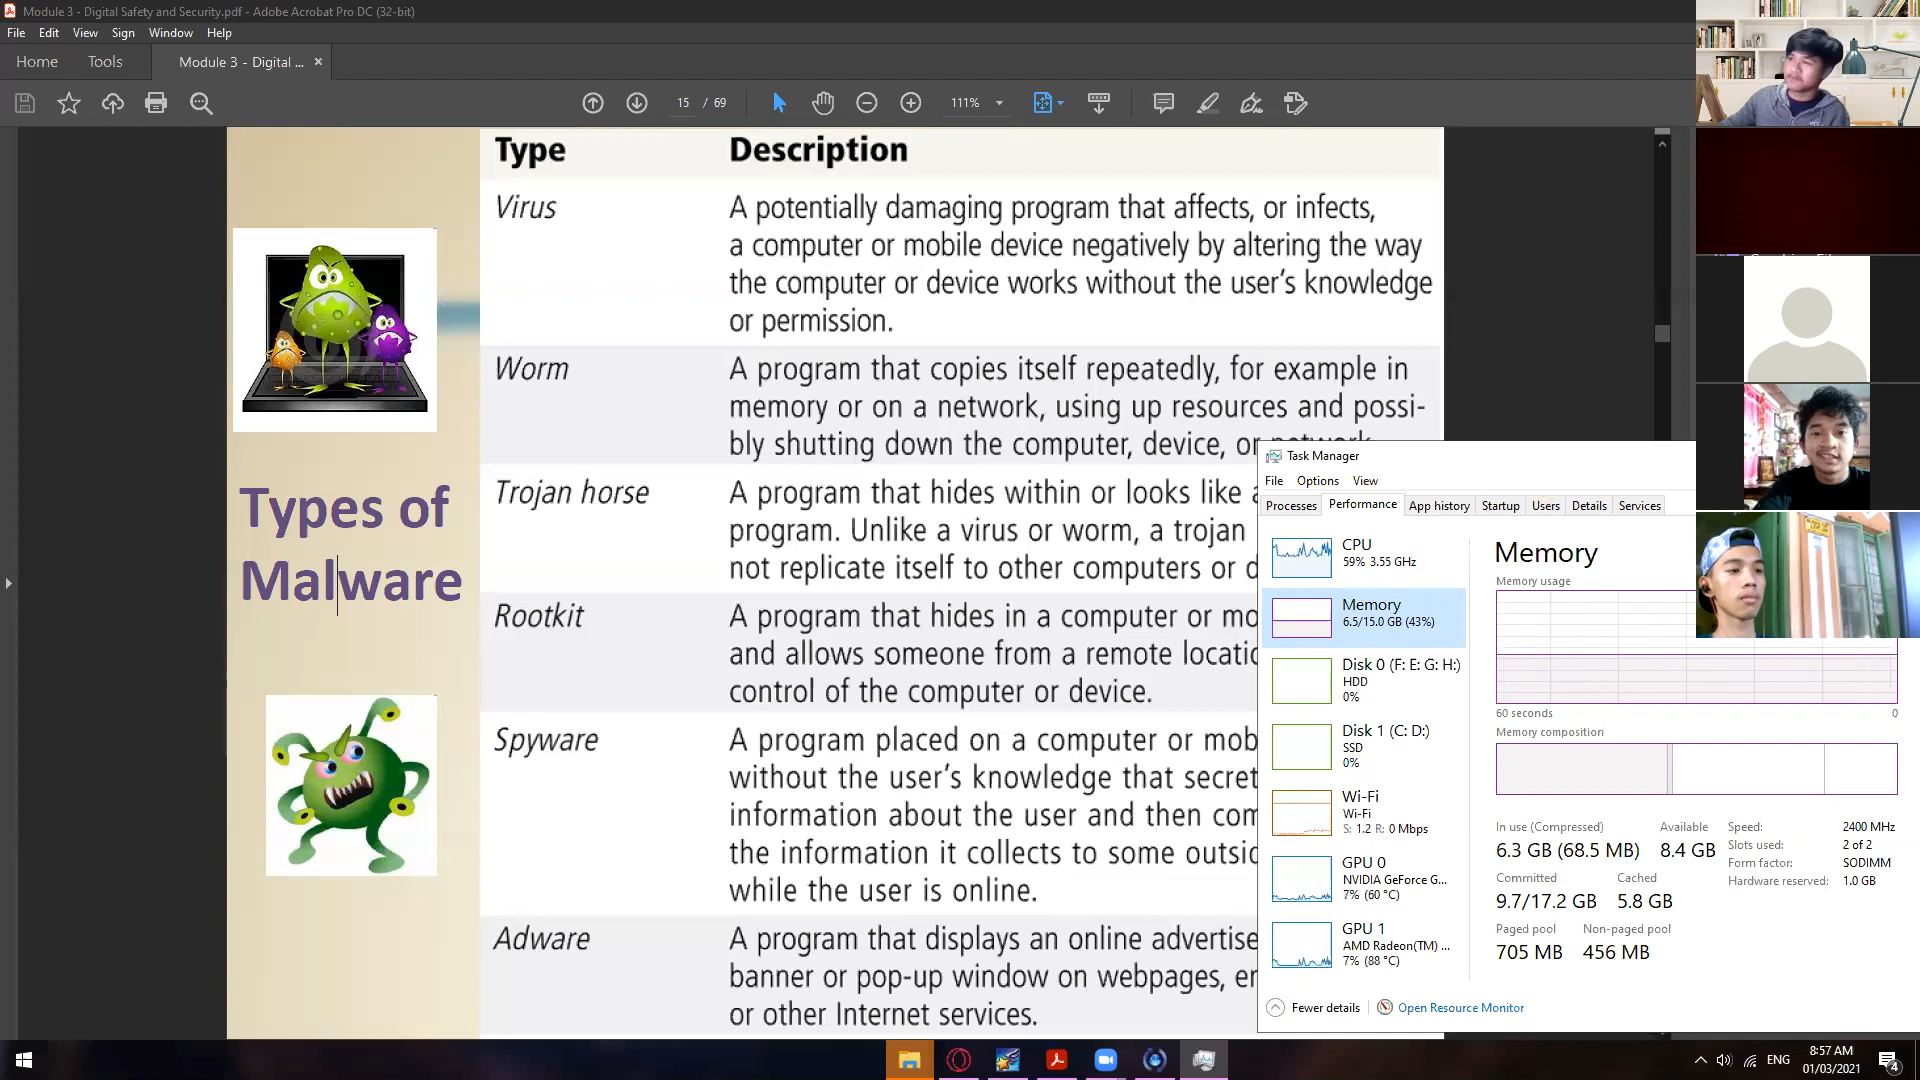 Module 3 - Digital Safety and Security.pdf - Adobe Acrobat Pro DC (32-bit)
File Edit View Sign Window Help
Home Tools Module 3 - Digital ... ×
15 / 69 111%
Type Description
Virus A potentially damaging program that affects, or infects,
a computer or mobile device negatively by altering the way
the computer or device works without the user's knowledge
or permission.
Worm A program that copies itself repeatedly, for example in
memory or on a network, using up resources and possi-
bly shutting down the computer, device, or network.
Trojan horse A program that hides within or looks like a
program. Unlike a virus or worm, a trojan
not replicate itself to other computers or d
Rootkit A program that hides in a computer or mo
and allows someone from a remote locatio
control of the computer or device.
Spyware A program placed on a computer or mob
without the user's knowledge that secret
information about the user and then com
the information it collects to some outsid
while the user is online.
Adware A program that displays an online advertise
banner or pop-up window on webpages, em
or other Internet services.
Types of
Malware
Task Manager
File Options View
Processes Performance App history Startup Users Details Services
CPU
59% 3.55 GHz
Memory
6.5/15.0 GB (43%)
Disk 0 (F: E: G: H:)
HDD
0%
Disk 1 (C: D:)
SSD
0%
Wi-Fi
Wi-Fi
S: 1.2 R: 0 Mbps
GPU 0
NVIDIA GeForce G...
7% (60 °C)
GPU 1
AMD Radeon(TM) ...
7% (88 °C)
Memory
Memory usage
60 seconds 0
Memory composition
In use (Compressed) Available
6.3 GB (68.5 MB) 8.4 GB
Committed Cached
9.7/17.2 GB 5.8 GB
Paged pool Non-paged pool
705 MB 456 MB
Speed: 2400 MHz
Slots used: 2 of 2
Form factor: SODIMM
Hardware reserved: 1.0 GB
Fewer details Open Resource Monitor
ENG
8:57 AM
01/03/2021
4